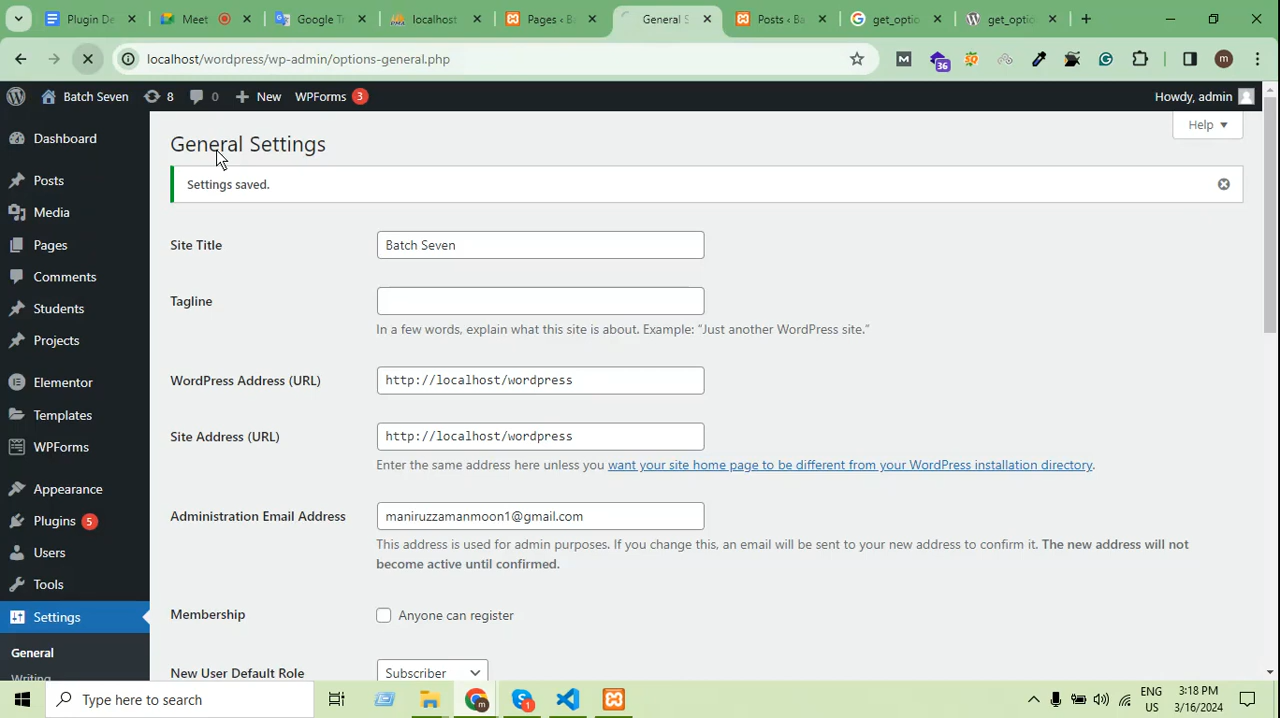 Plugin De
Meet
Google T
localhost
Pages ‹ B
General S
Posts ‹ Ba
get_optio
get_optio
localhost/wordpress/wp-admin/options-general.php
36
Batch Seven
8
0
New
WPForms 3
Howdy, admin
Dashboard
Posts
Media
Pages
Comments
Students
Projects
Elementor
Templates
WPForms
Appearance
Plugins 5
Users
Tools
Settings
General
Writing
General Settings
Help
Settings saved.
Site Title
Batch Seven
Tagline
In a few words, explain what this site is about. Example: “Just another WordPress site.”
WordPress Address (URL)
http://localhost/wordpress
Site Address (URL)
http://localhost/wordpress
Enter the same address here unless you want your site home page to be different from your WordPress installation directory.
Administration Email Address
maniruzzamanmoon1@gmail.com
This address is used for admin purposes. If you change this, an email will be sent to your new address to confirm it. The new address will not
become active until confirmed.
Membership
Anyone can register
New User Default Role
Subscriber
Type here to search
ENG
US
3:18 PM
3/16/2024